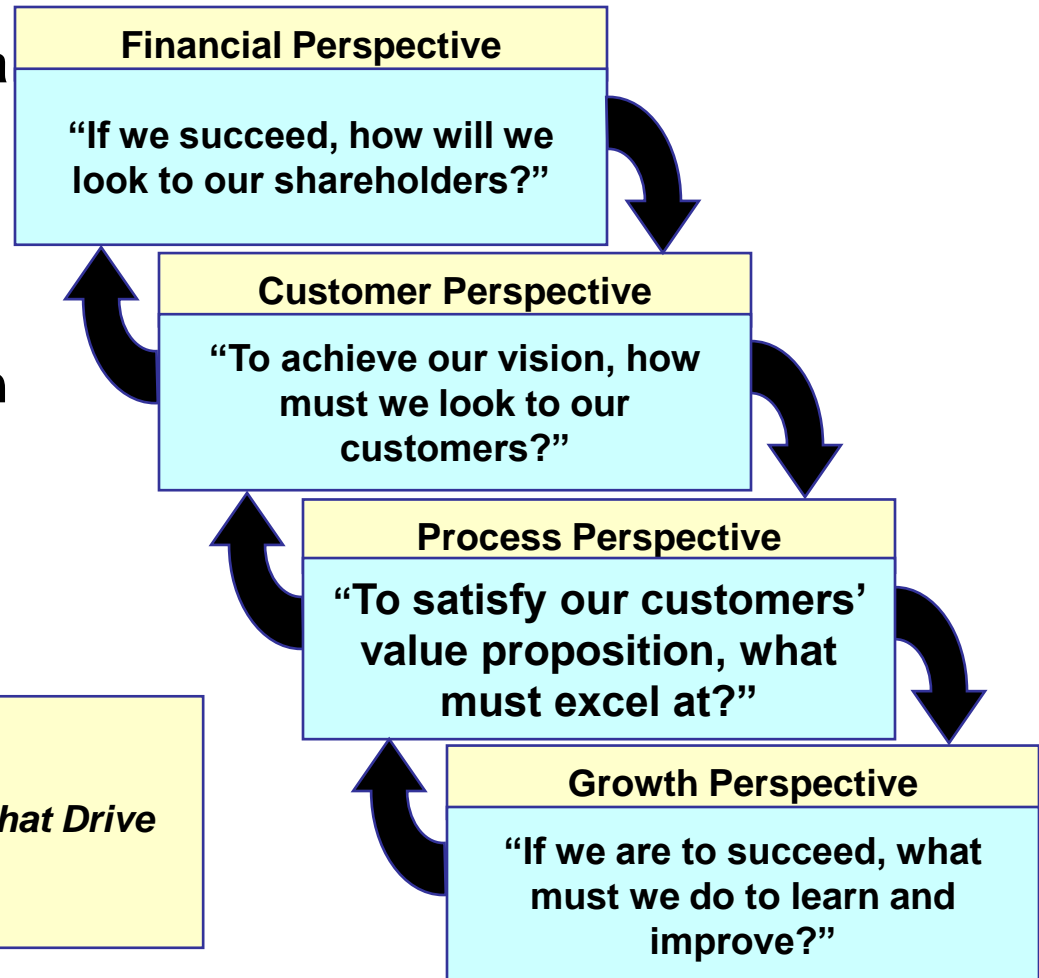 Financial Perspective
“If we succeed, how will we
look to our shareholders?”
Customer Perspective
“To achieve our vision, how
must we look to our
customers?”
Process Perspective
“To satisfy our customers’
value proposition, what
must excel at?”
hat Drive
Growth Perspective
“If we are to succeed, what
must we do to learn and
improve?”